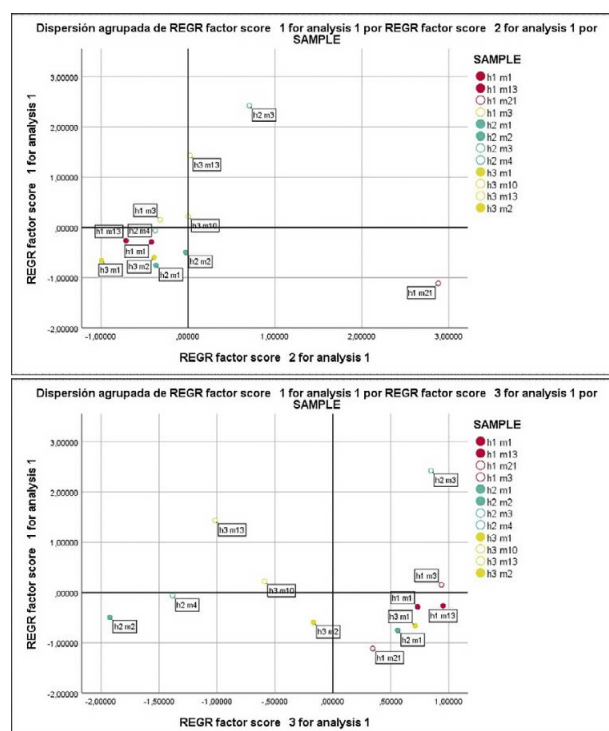 Dispersión agrupada de REGR factor score 1 for analysis 1 por REGR factor score 2 for analysis 1 por
SAMPLE
SAMPLE
h1 m1
h1 m13
h1 m21
h1 m3
h2 m1
h2 m2
h2 m3
h2 m4
h3 m1
h3 m10
h3 m13
h3 m2
REGR factor score 1 for analysis 1
3,00000
2,00000
1,00000
,00000
-1,00000
-2,00000
h2 m3
h3 m13
h1 m3
h3 m10
h1 m13
h2 m4
h1 m1
h2 m2
h3 m1
h3 m2
h2 m1
h1 m21
-1,00000 ,00000 1,00000 2,00000 3,00000
REGR factor score 2 for analysis 1
Dispersión agrupada de REGR factor score 1 for analysis 1 por REGR factor score 3 for analysis 1 por
SAMPLE
SAMPLE
h1 m1
h1 m13
h1 m21
h1 m3
h2 m1
h2 m2
h2 m3
h2 m4
h3 m1
h3 m10
h3 m13
h3 m2
REGR factor score 1 for analysis 1
3,00000
2,00000
1,00000
,00000
-1,00000
-2,00000
h2 m3
h3 m13
h1 m3
h3 m10
h2 m4
h1 m1
h2 m2
h3 m2
h3 m1
h1 m13
h2 m1
h1 m21
-2,00000 -1,00000 ,00000 1,00000
REGR factor score 3 for analysis 1